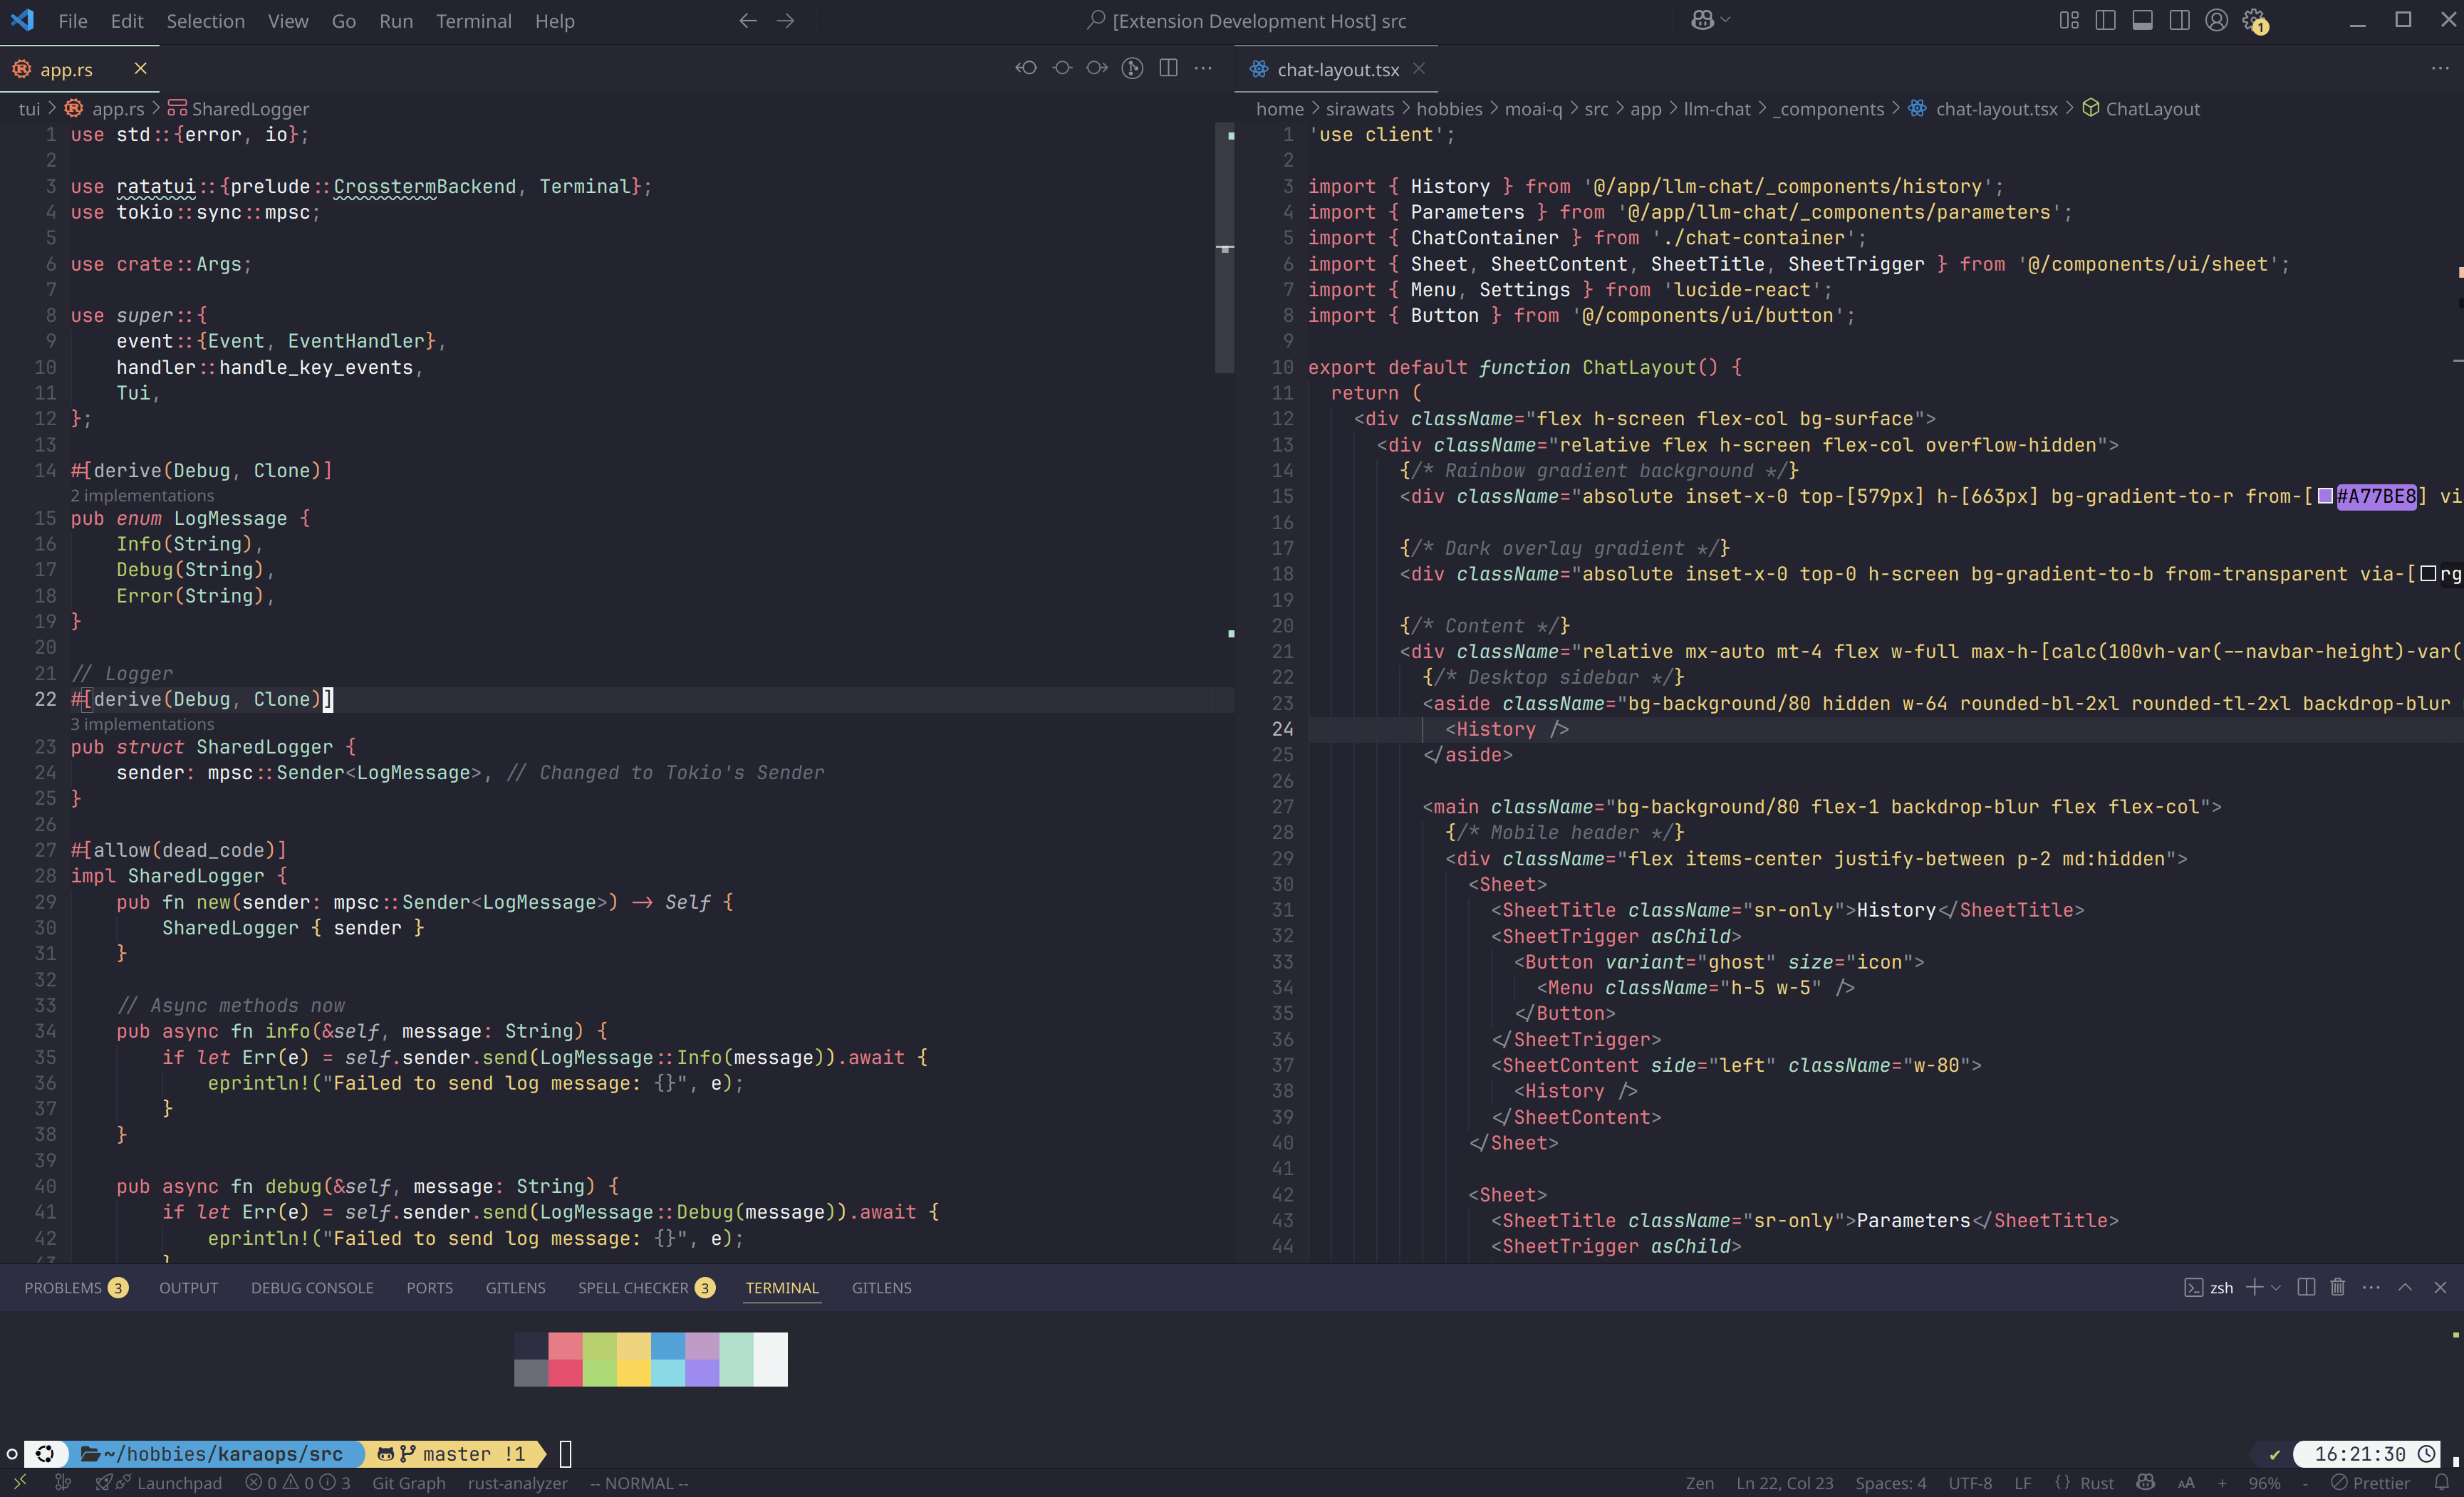 File Edit Selection View Go Run Terminal Help [Extension Development Host] src 1
app.rs
tui > app.rs > SharedLogger
1 use std::{error, io};
2
3 use ratatui::{prelude::CrosstermBackend, Terminal};
4 use tokio::sync::mpsc;
5
6 use crate::Args;
7
8 use super::{
9 event::{Event, EventHandler},
10 handler::handle_key_events,
11 Tui,
12 };
13
14 #[derive(Debug, Clone)]
2 implementations
15 pub enum LogMessage {
16 Info(String),
17 Debug(String),
18 Error(String),
19 }
20
21 // Logger
22 #[derive(Debug, Clone)]
3 implementations
23 pub struct SharedLogger {
24 sender: mpsc::Sender<LogMessage>, // Changed to Tokio's Sender
25 }
26
27 #[allow(dead_code)]
28 impl SharedLogger {
29 pub fn new(sender: mpsc::Sender<LogMessage>) -> Self {
30 SharedLogger { sender }
31 }
32
33 // Async methods now
34 pub async fn info(&self, message: String) {
35 if let Err(e) = self.sender.send(LogMessage::Info(message)).await {
36 eprintln!("Failed to send log message: {}", e);
37 }
38 }
39
40 pub async fn debug(&self, message: String) {
41 if let Err(e) = self.sender.send(LogMessage::Debug(message)).await {
42 eprintln!("Failed to send log message: {}", e);
43 }
chat-layout.tsx
home > sirawats > hobbies > moai-q > src > app > llm-chat > _components > chat-layout.tsx > ChatLayout
1 'use client';
2
3 import { History } from '@/app/llm-chat/_components/history';
4 import { Parameters } from '@/app/llm-chat/_components/parameters';
5 import { ChatContainer } from './chat-container';
6 import { Sheet, SheetContent, SheetTitle, SheetTrigger } from '@/components/ui/sheet';
7 import { Menu, Settings } from 'lucide-react';
8 import { Button } from '@/components/ui/button';
9
10 export default function ChatLayout() {
11 return (
12 <div className="flex h-screen flex-col bg-surface">
13 <div className="relative flex h-screen flex-col overflow-hidden">
14 {/* Rainbow gradient background */}
15 <div className="absolute inset-x-0 top-[579px] h-[663px] bg-gradient-to-r from-[#A77BE8] vi
16
17 {/* Dark overlay gradient */}
18 <div className="absolute inset-x-0 top-0 h-screen bg-gradient-to-b from-transparent via-[rg
19
20 {/* Content */}
21 <div className="relative mx-auto mt-4 flex w-full max-h-[calc(100vh-var(--navbar-height)-var(
22 {/* Desktop sidebar */}
23 <aside className="bg-background/80 hidden w-64 rounded-bl-2xl rounded-tl-2xl backdrop-blur
24 <History />
25 </aside>
26
27 <main className="bg-background/80 flex-1 backdrop-blur flex flex-col">
28 {/* Mobile header */}
29 <div className="flex items-center justify-between p-2 md:hidden">
30 <Sheet>
31 <SheetTitle className="sr-only">History</SheetTitle>
32 <SheetTrigger asChild>
33 <Button variant="ghost" size="icon">
34 <Menu className="h-5 w-5" />
35 </Button>
36 </SheetTrigger>
37 <SheetContent side="left" className="w-80">
38 <History />
39 </SheetContent>
40 </Sheet>
41
42 <Sheet>
43 <SheetTitle className="sr-only">Parameters</SheetTitle>
44 <SheetTrigger asChild>
PROBLEMS 3 OUTPUT DEBUG CONSOLE PORTS GITLENS SPELL CHECKER 3 TERMINAL GITLENS zsh
~/hobbies/karaops/src master !1 ✔ 16:21:30
Launchpad 0 0 3 Git Graph rust-analyzer -- NORMAL -- Zen Ln 22, Col 23 Spaces: 4 UTF-8 LF {} Rust AA + 96% - Prettier